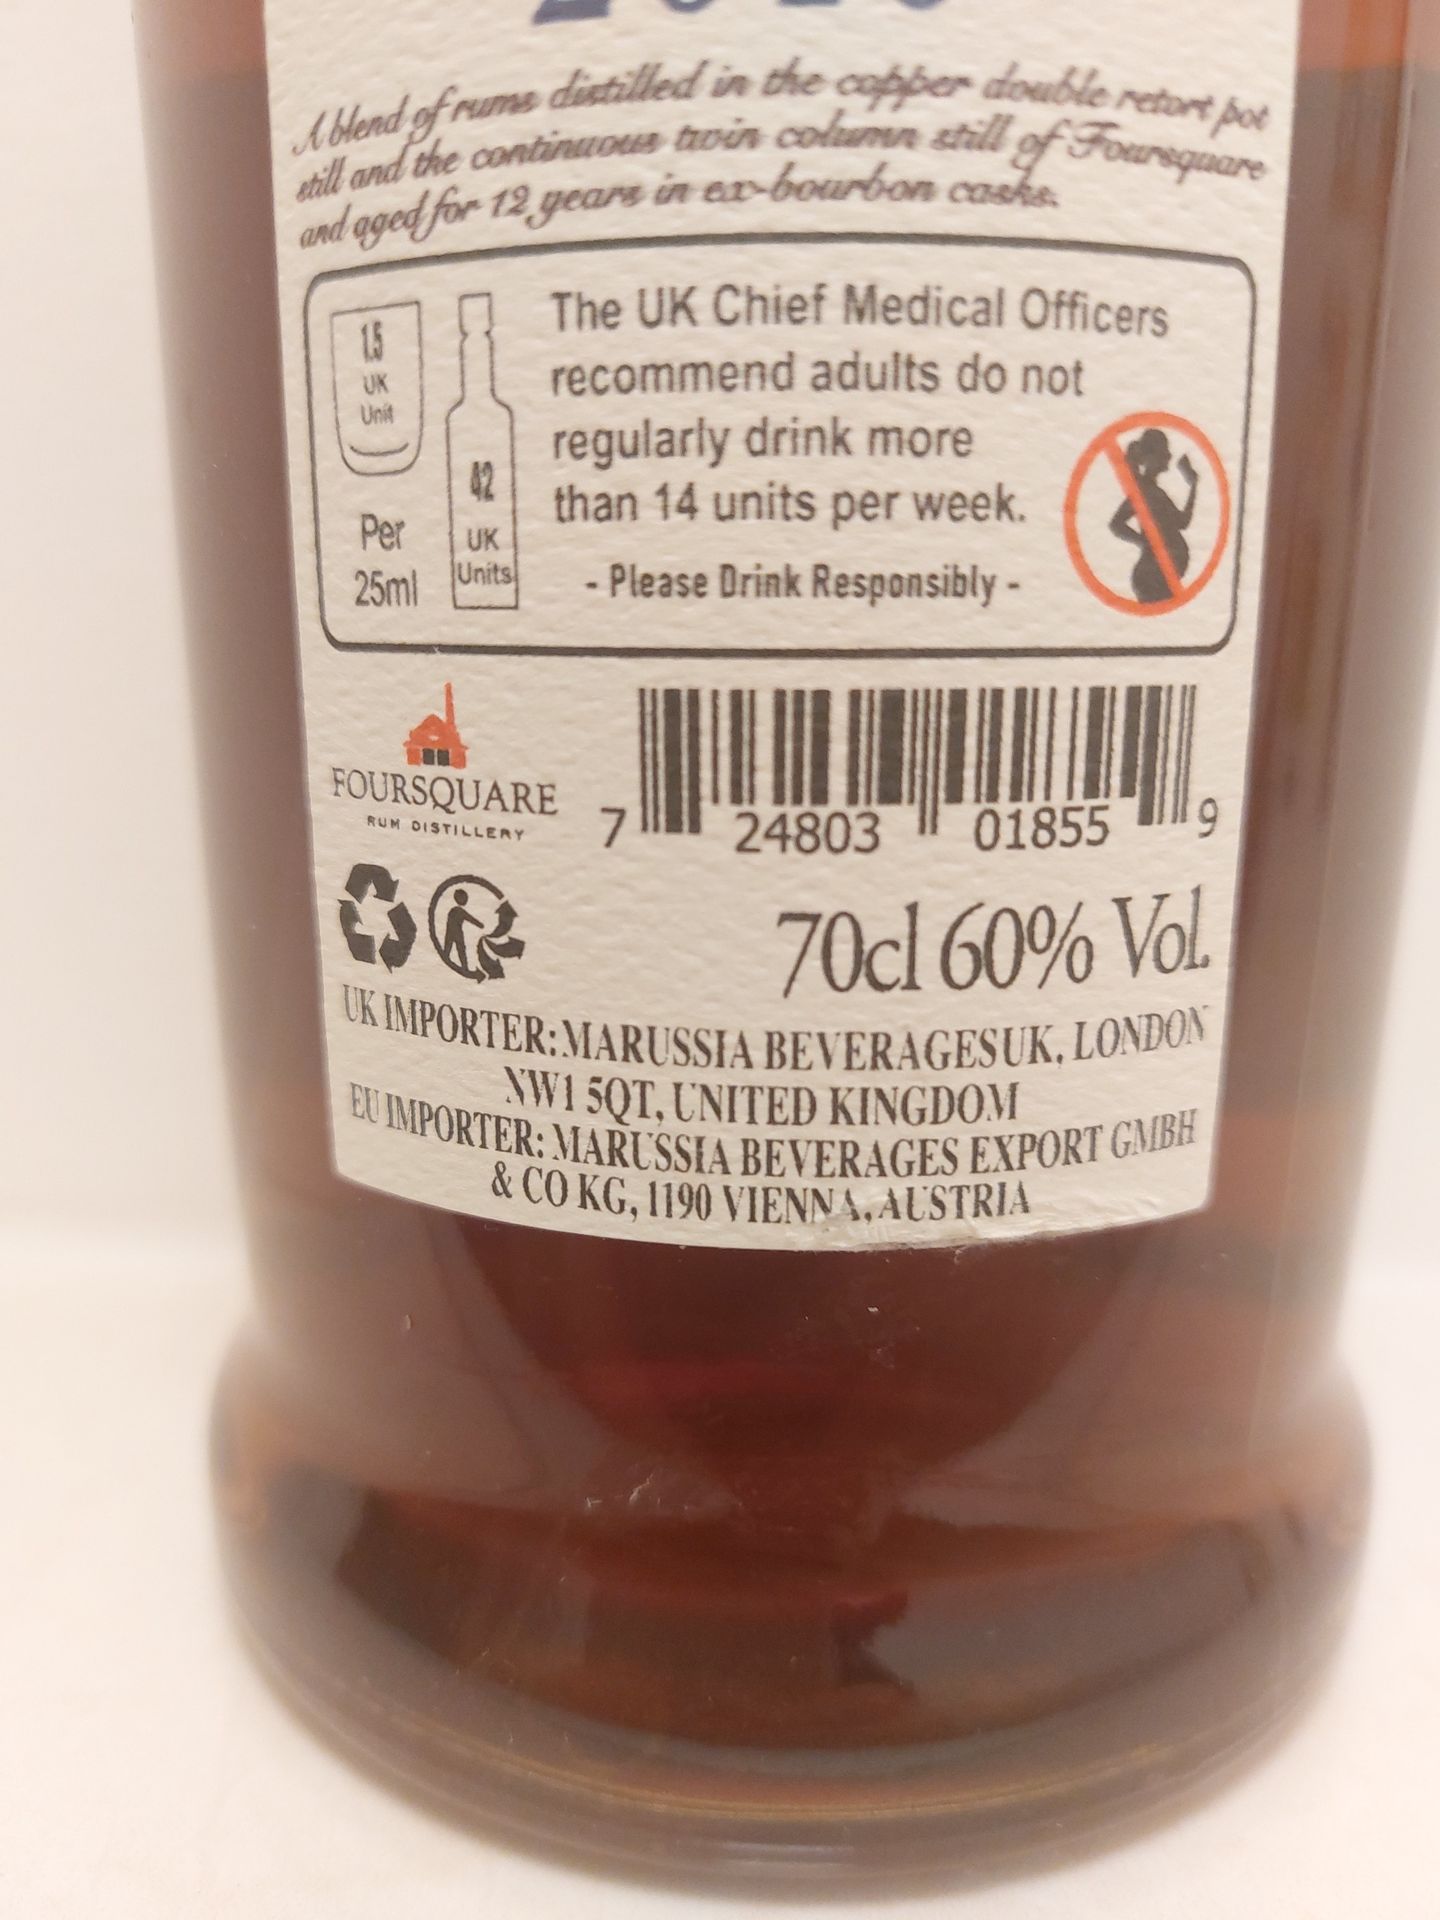 A blend of rums distilled in the copper double retort pot
still and the continuous twin column still of Foursquare
and aged for 12 years in ex-bourbon casks.
1.5
UK
Unit
Per
25ml
42
UK
Units
The UK Chief Medical Officers
recommend adults do not
regularly drink more
than 14 units per week.
- Please Drink Responsibly -
FOURSQUARE
RUM DISTILLERY
7 24803 01855 9
70cl 60% Vol.
UK IMPORTER: MARUSSIA BEVERAGES UK, LONDON
NW1 5QT, UNITED KINGDOM
EU IMPORTER: MARUSSIA BEVERAGES EXPORT GMBH
& CO KG, 1190 VIENNA, AUSTRIA